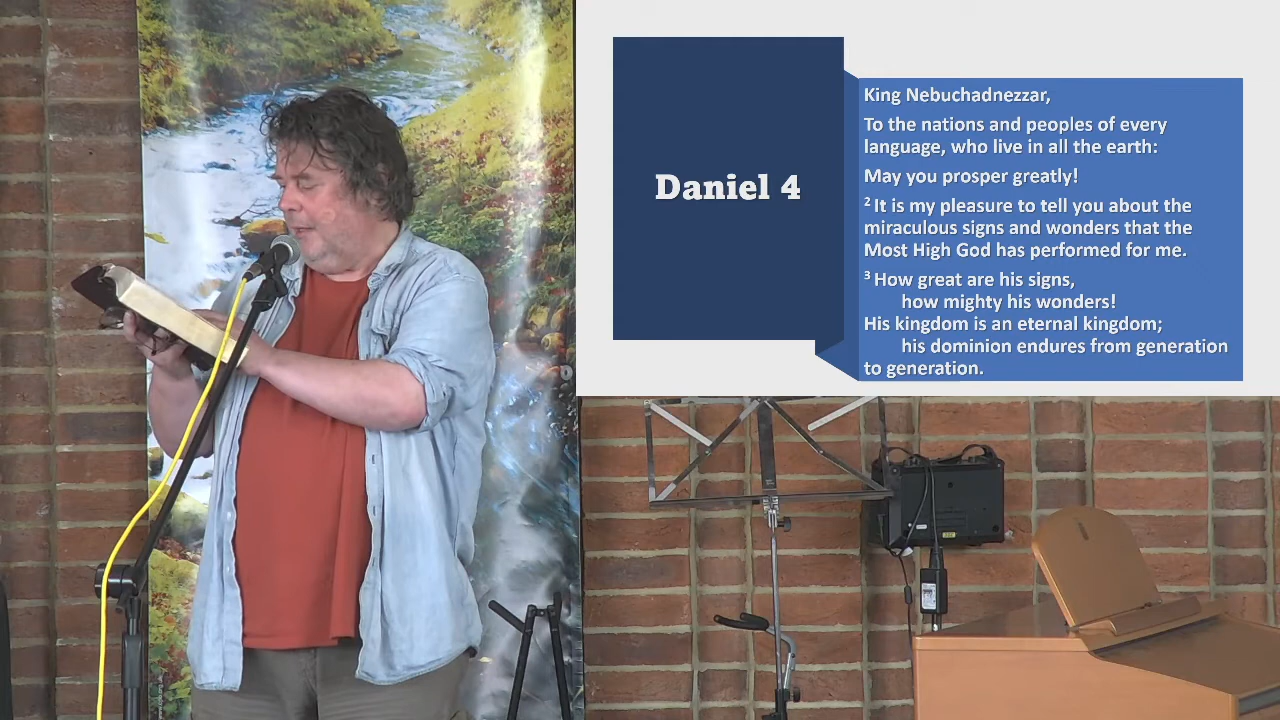 Daniel 4
King Nebuchadnezzar,
To the nations and peoples of every
language, who live in all the earth:
May you prosper greatly!
2 It is my pleasure to tell you about the
miraculous signs and wonders that the
Most High God has performed for me.
3 How great are his signs,
how mighty his wonders!
His kingdom is an eternal kingdom;
his dominion endures from generation
to generation.